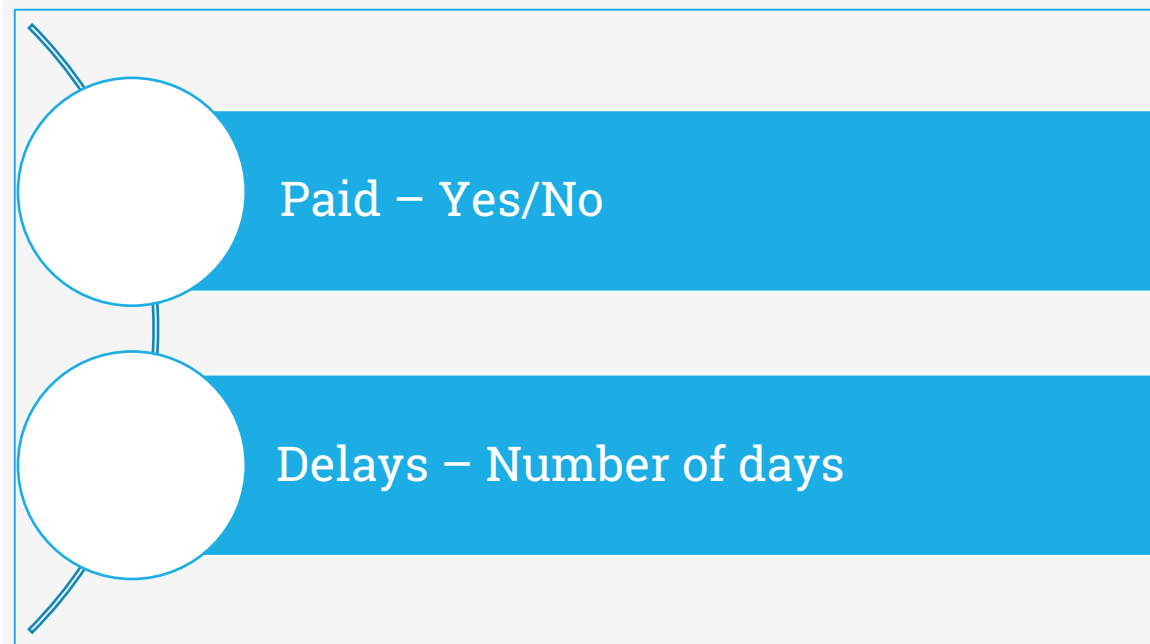 Paid – Yes/No
Delays – Number of days